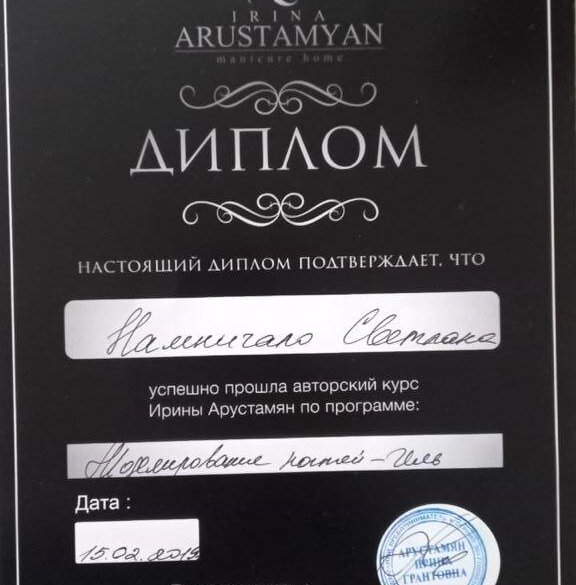 IRINA
ARUSTAMYAN
manicure home
ДИПЛОМ
НАСТОЯЩИЙ ДИПЛОМ ПОДТВЕРЖДАЕТ, ЧТО
Намничало Светлана
успешно прошла авторский курс
Ирины Арустамян по программе:
Моделирование ногтей - Гель
Дата :
15.02.2019
АРУСТАМЯН
ИРИНА
ГРАНТОВНА